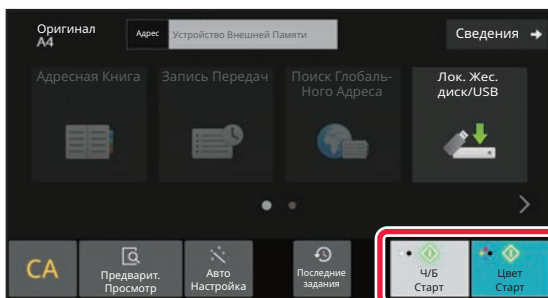 Оригинал
A4
Адрес
Устройство Внешней Памяти
Сведения
Адресная Книга
Запись Передач
Поиск Глобаль-
Ного Адреса
Лок. Жес.
диск/USB
CA
Предварит.
Просмотр
Авто
Настройка
Последние
задания
Ч/Б
Старт
Цвет
Старт